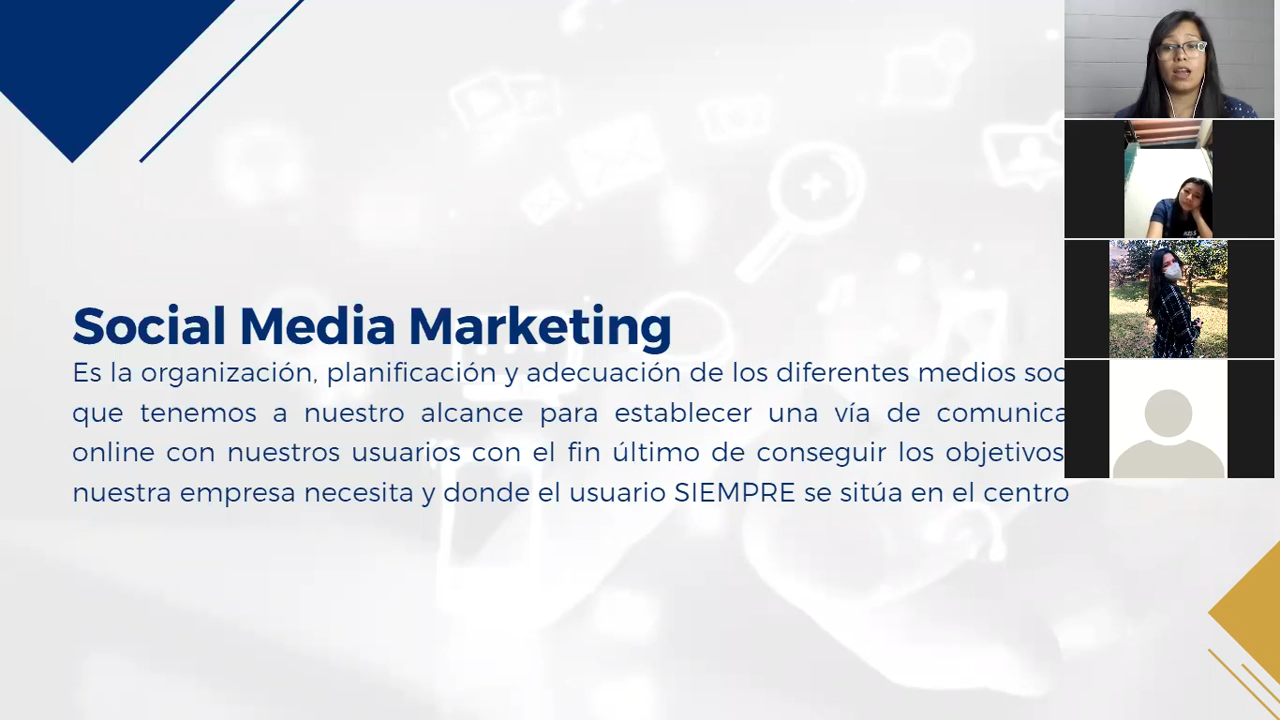 Social Media Marketing
Es la organización, planificación y adecuación de los diferentes medios
que tenemos a nuestro alcance para establecer una vía de
online con nuestros usuarios con el fin último de conseguir los objetivos
nuestra empresa necesita y donde el usuario SIEMPRE se sitúa en el centro